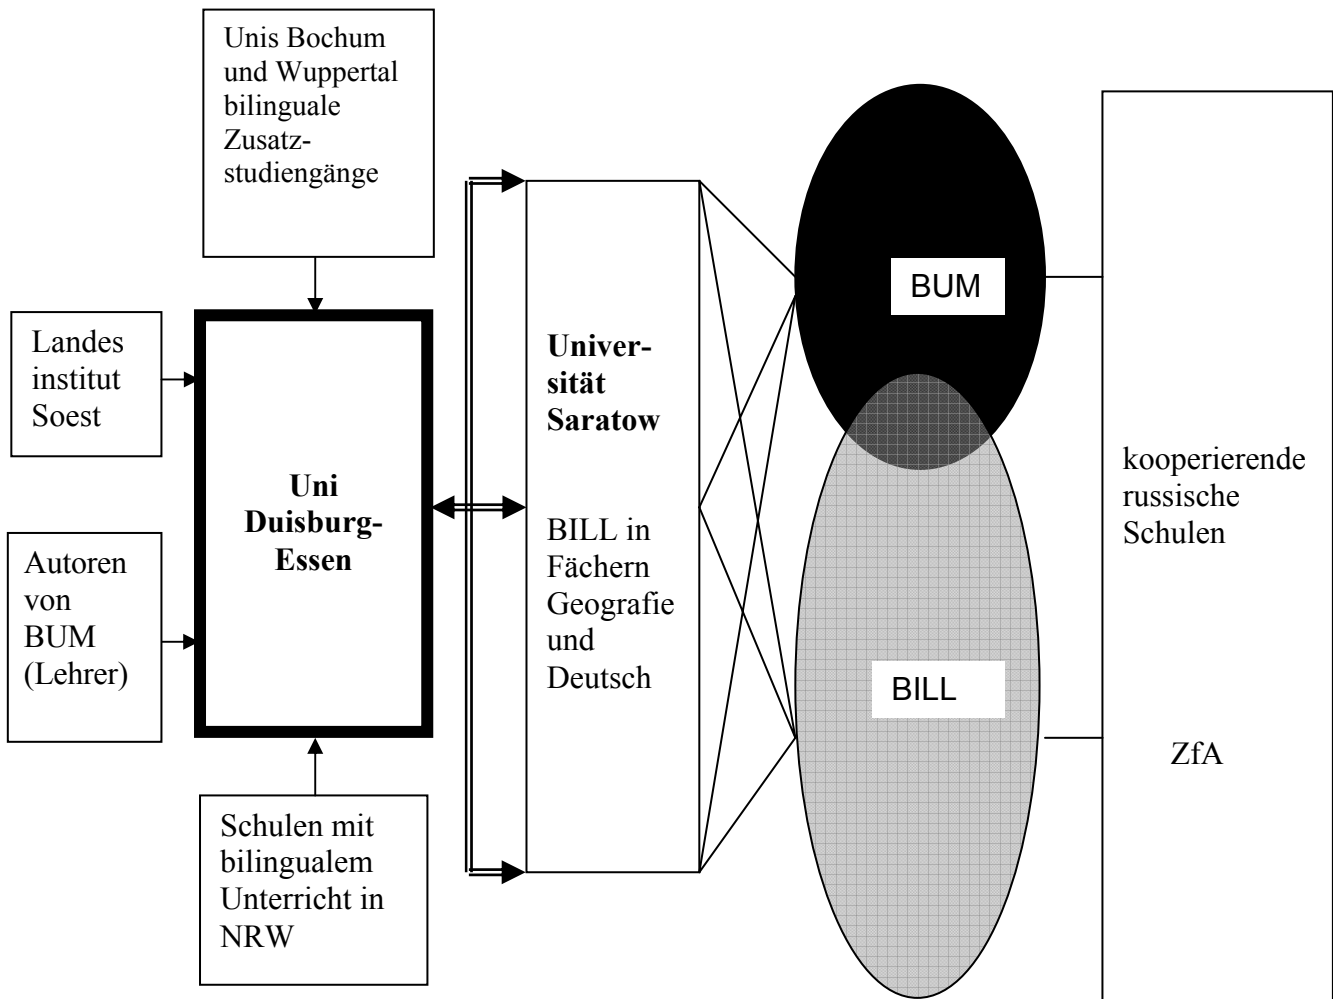 Unis Bochum
und Wuppertal
bilinguale
Zusatz-
studiengänge
Landes
institut
Soest
Autoren
von
BUM
(Lehrer)
Uni
Duisburg-
Essen
Schulen mit
bilingualem
Unterricht in
NRW
Univer-
sität
Saratow
BILL in
Fächern
Geografie
und
Deutsch
BUM
BILL
kooperierende
russische
Schulen
ZfA